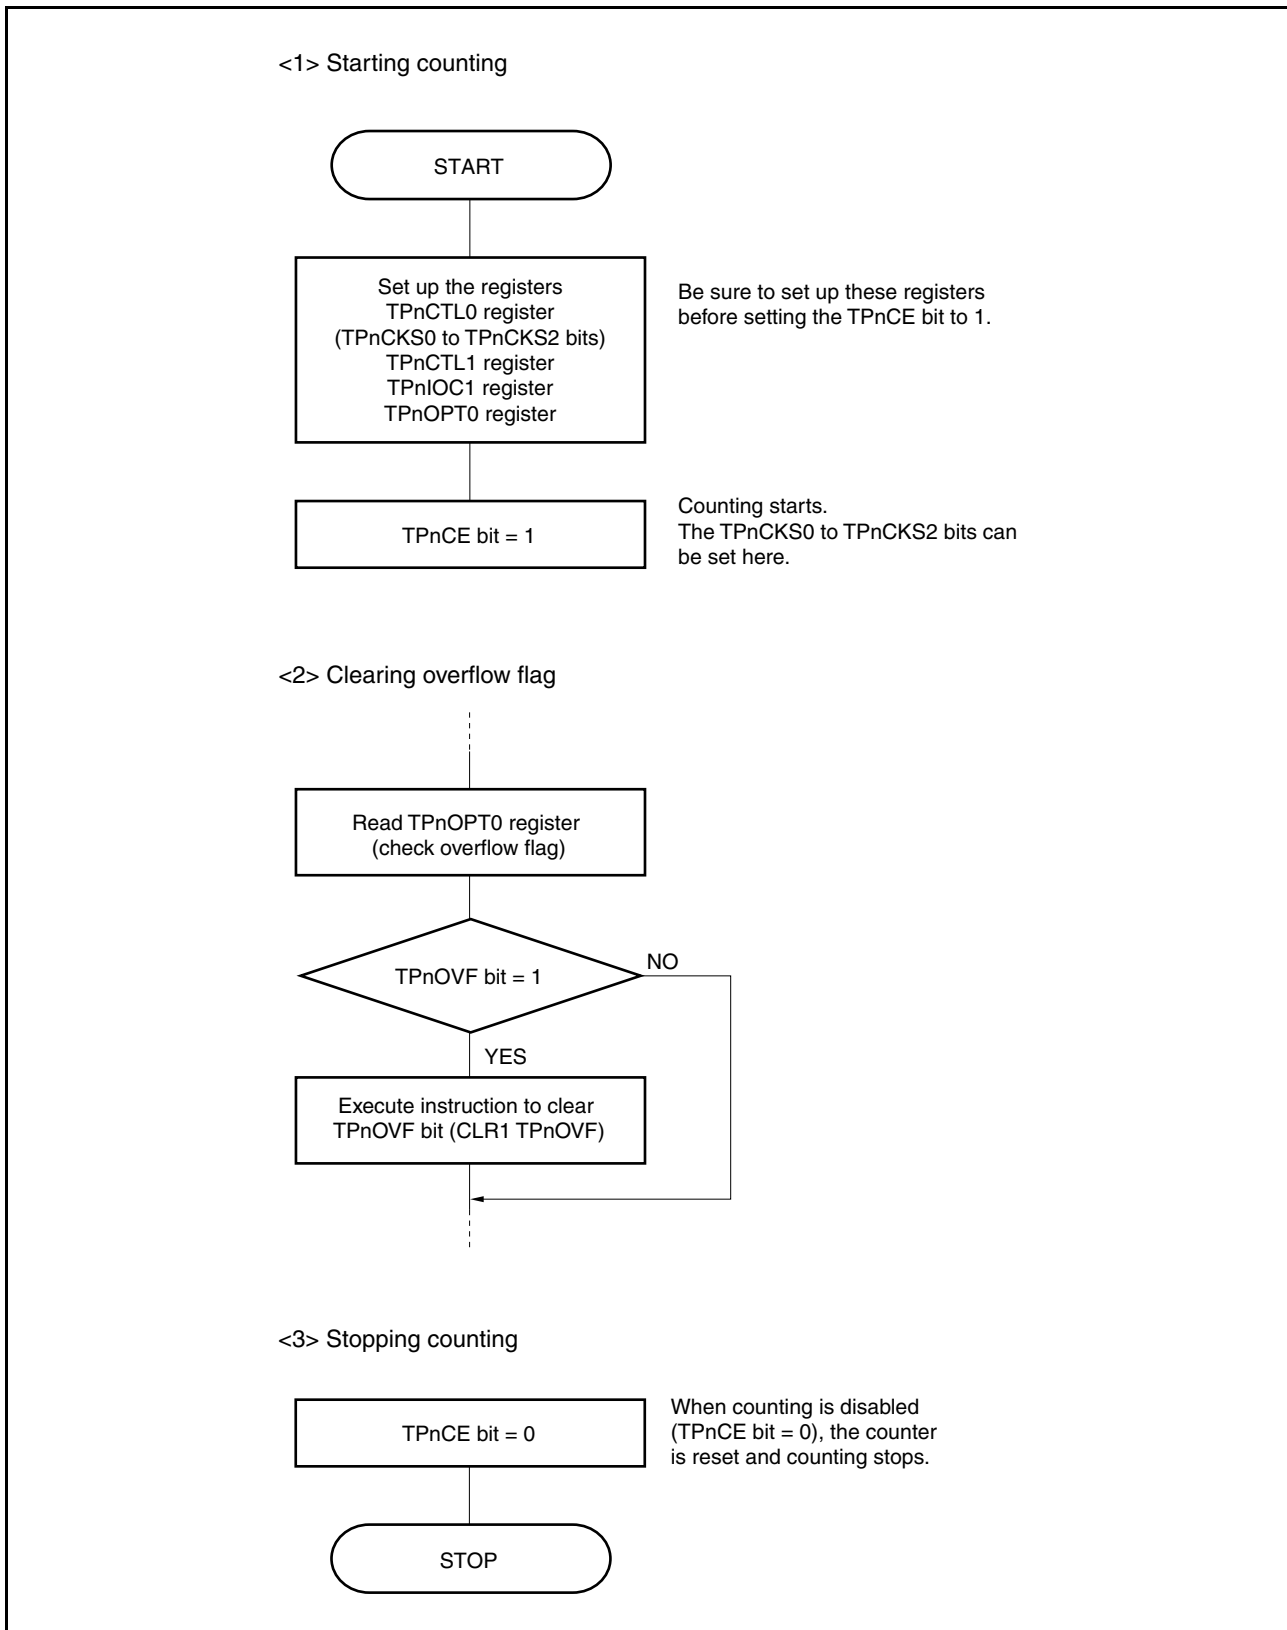 <1> Starting counting
START
Set up the registers
TPnCTL0 register
(TPnCKS0 to TPnCKS2 bits)
TPnCTL1 register
TPnIOC1 register
TPnOPT0 register
Be sure to set up these registers
before setting the TPnCE bit to 1.
TPnCE bit = 1
Counting starts.
The TPnCKS0 to TPnCKS2 bits can
be set here.
<2> Clearing overflow flag
Read TPnOPT0 register
(check overflow flag)
TPnOVF bit = 1
NO
YES
Execute instruction to clear
TPnOVF bit (CLR1 TPnOVF)
<3> Stopping counting
TPnCE bit = 0
When counting is disabled
(TPnCE bit = 0), the counter
is reset and counting stops.
STOP